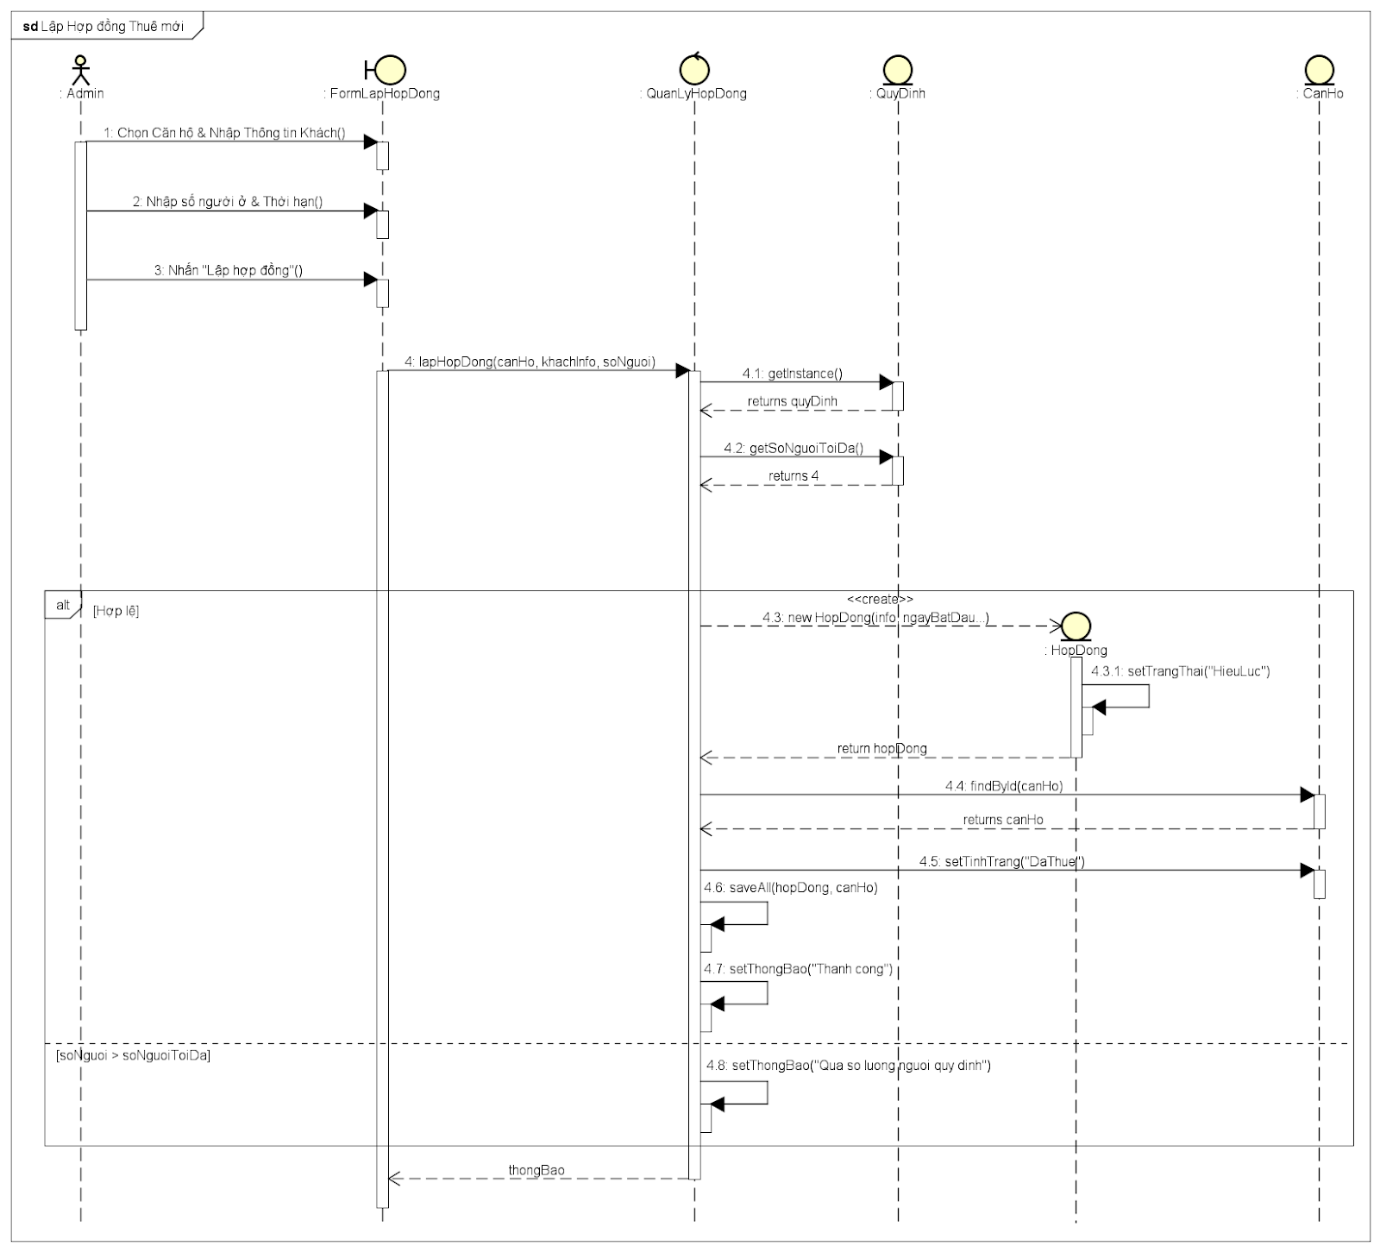 sd Lập Hợp đồng Thuê mới
: Admin
: FormLapHopDong
: QuanLyHopDong
: QuyDinh
: CanHo
1: Chọn Căn hộ & Nhập Thông tin Khách()
2: Nhập số người ở & Thời hạn()
3: Nhấn "Lập hợp đồng"()
4: lapHopDong(canHo, khachInfo, soNguoi)
4.1: getInstance()
returns quyDinh
4.2: getSoNguoiToiDa()
returns 4
alt
[Hợp lệ]
<<create>>
4.3: new HopDong(info, ngayBatDau...)
: HopDong
4.3.1: setTrangThai("HieuLuc")
return hopDong
4.4: findById(canHo)
returns canHo
4.5: setTinhTrang("DaThue")
4.6: saveAll(hopDong, canHo)
4.7: setThongBao("Thanh cong")
[soNguoi > soNguoiToiDa]
4.8: setThongBao("Qua so luong nguoi quy dinh")
thongBao